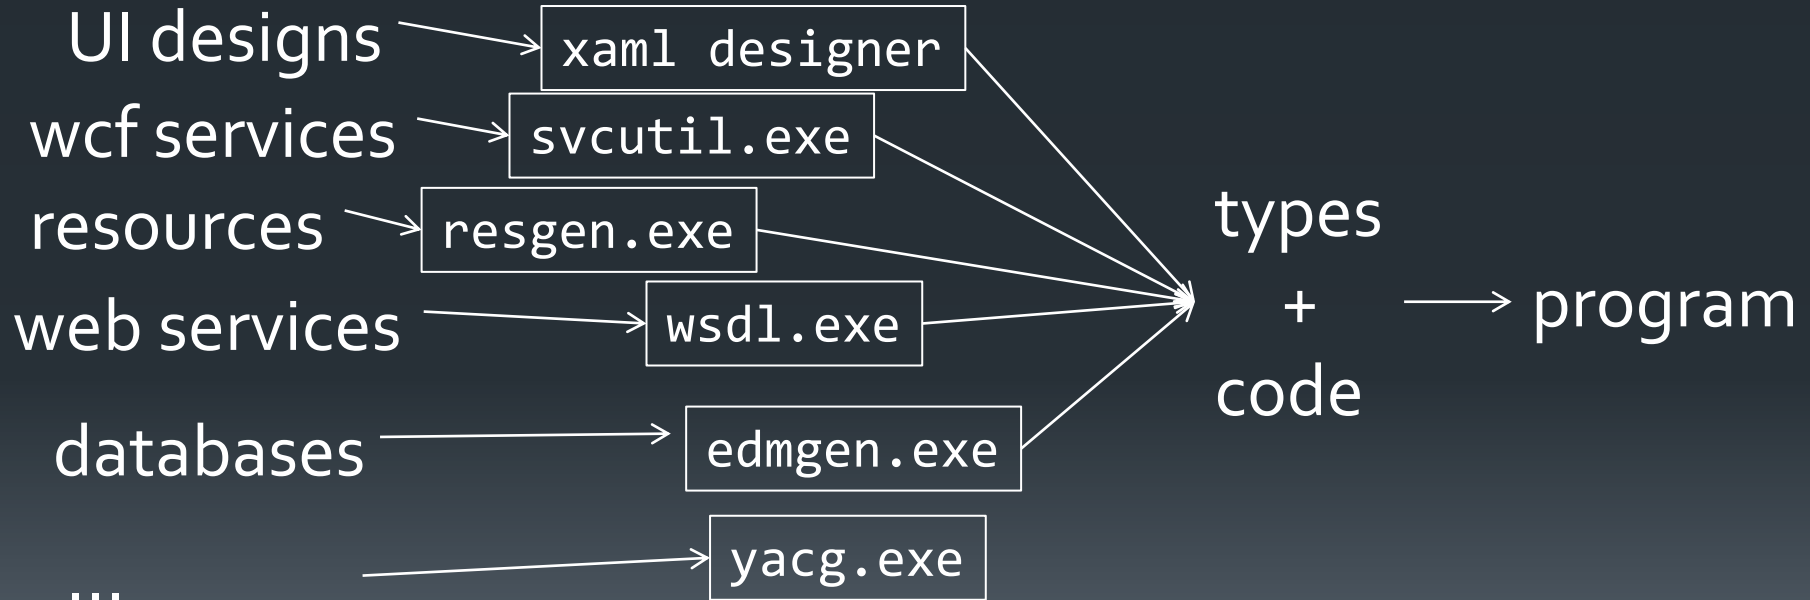 UI designs
xaml designer
wcf services
svcutil.exe
resources
resgen.exe
web services
wsdl.exe
databases
edmgen.exe
yacg.exe
types
+
code
program